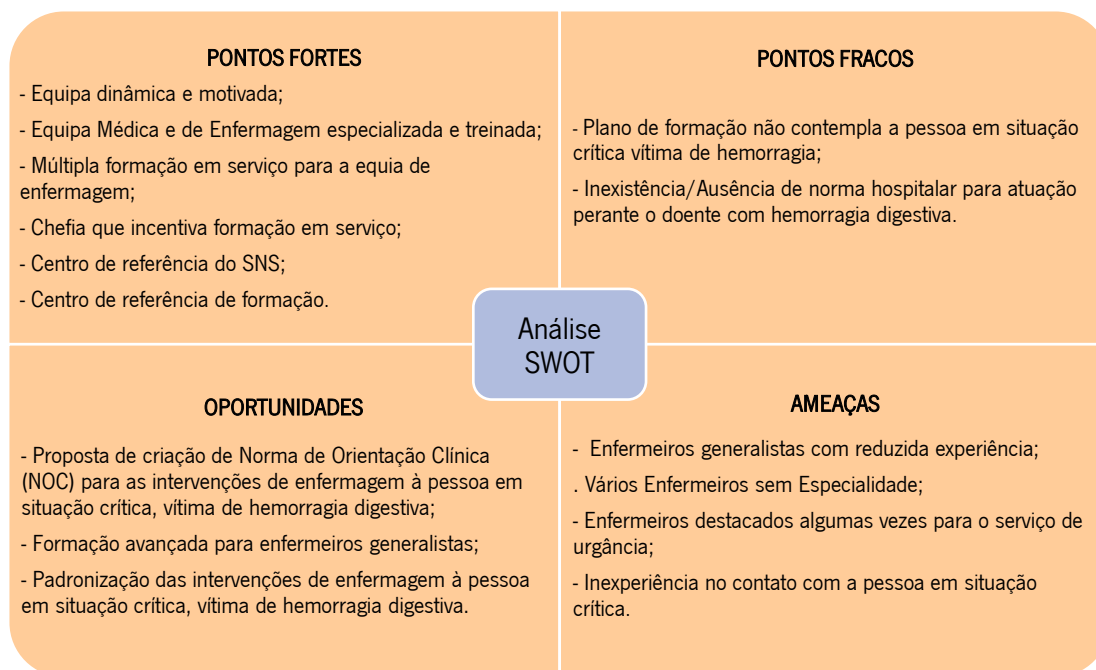 PONTOS FORTES
- Equipa dinâmica e motivada;
- Equipa Médica e de Enfermagem especializada e treinada;
- Múltipla formação em serviço para a equia de
enfermagem;
- Chefia que incentiva formação em serviço;
- Centro de referência do SNS;
- Centro de referência de formação.
PONTOS FRACOS
- Plano de formação não contempla a pessoa em situação
crítica vítima de hemorragia;
- Inexistência/Ausência de norma hospitalar para atuação
perante o doente com hemorragia digestiva.
Análise
SWOT
OPORTUNIDADES
- Proposta de criação de Norma de Orientação Clínica
(NOC) para as intervenções de enfermagem à pessoa em
situação crítica, vítima de hemorragia digestiva;
- Formação avançada para enfermeiros generalistas;
- Padronização das intervenções de enfermagem à pessoa
em situação crítica, vítima de hemorragia digestiva.
AMEAÇAS
- Enfermeiros generalistas com reduzida experiência;
. Vários Enfermeiros sem Especialidade;
- Enfermeiros destacados algumas vezes para o serviço de
urgância;
- Inexperiência no contato com a pessoa em situação
crítica.